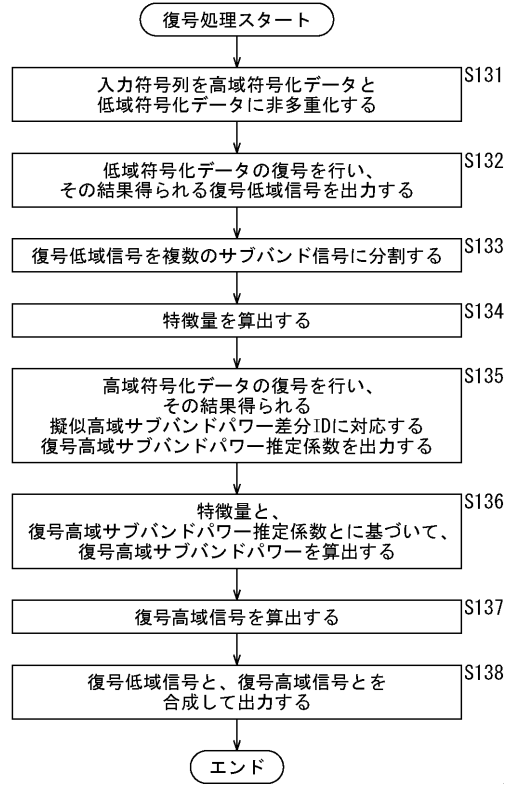 復号処理スタート
S131
入力符号列を高域符号化データと
低域符号化データに非多重化する
S132
低域符号化データの復号を行い、
その結果得られる復号低域信号を出力する
S133
復号低域信号を複数のサブバンド信号に分割する
S134
特徴量を算出する
S135
高域符号化データの復号を行い、
その結果得られる
擬似高域サブバンドパワー差分IDに対応する
復号高域サブバンドパワー推定係数を出力する
S136
特徴量と、
復号高域サブバンドパワー推定係数とに基づいて、
復号高域サブバンドパワーを算出する
S137
復号高域信号を算出する
S138
復号低域信号と、復号高域信号とを
合成して出力する
エンド